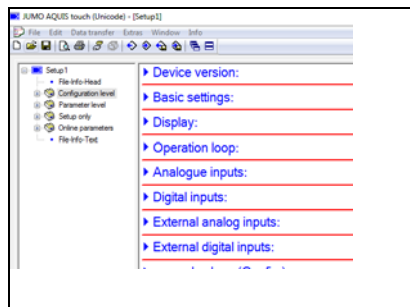 JUMO AQUIS touch (Unicode) - [Setup1]
File Edit Data transfer Extras Window Info
Setup1
File-Info-Head
Configuration level
Parameter level
Setup only
Online parameters
File-Info-Text
Device version:
Basic settings:
Display:
Operation loop:
Analogue inputs:
Digital inputs:
External analog inputs:
External digital inputs: